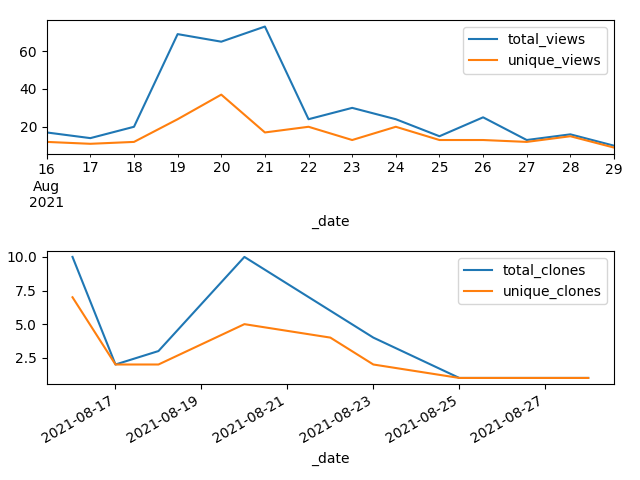 total_views
unique_views
60
40
20
16 17 18 19 20 21 22 23 24 25 26 27 28 29
Aug
2021
_date
total_clones
unique_clones
10.0
7.5
5.0
2.5
2021-08-17 2021-08-19 2021-08-21 2021-08-23 2021-08-25 2021-08-27
_date